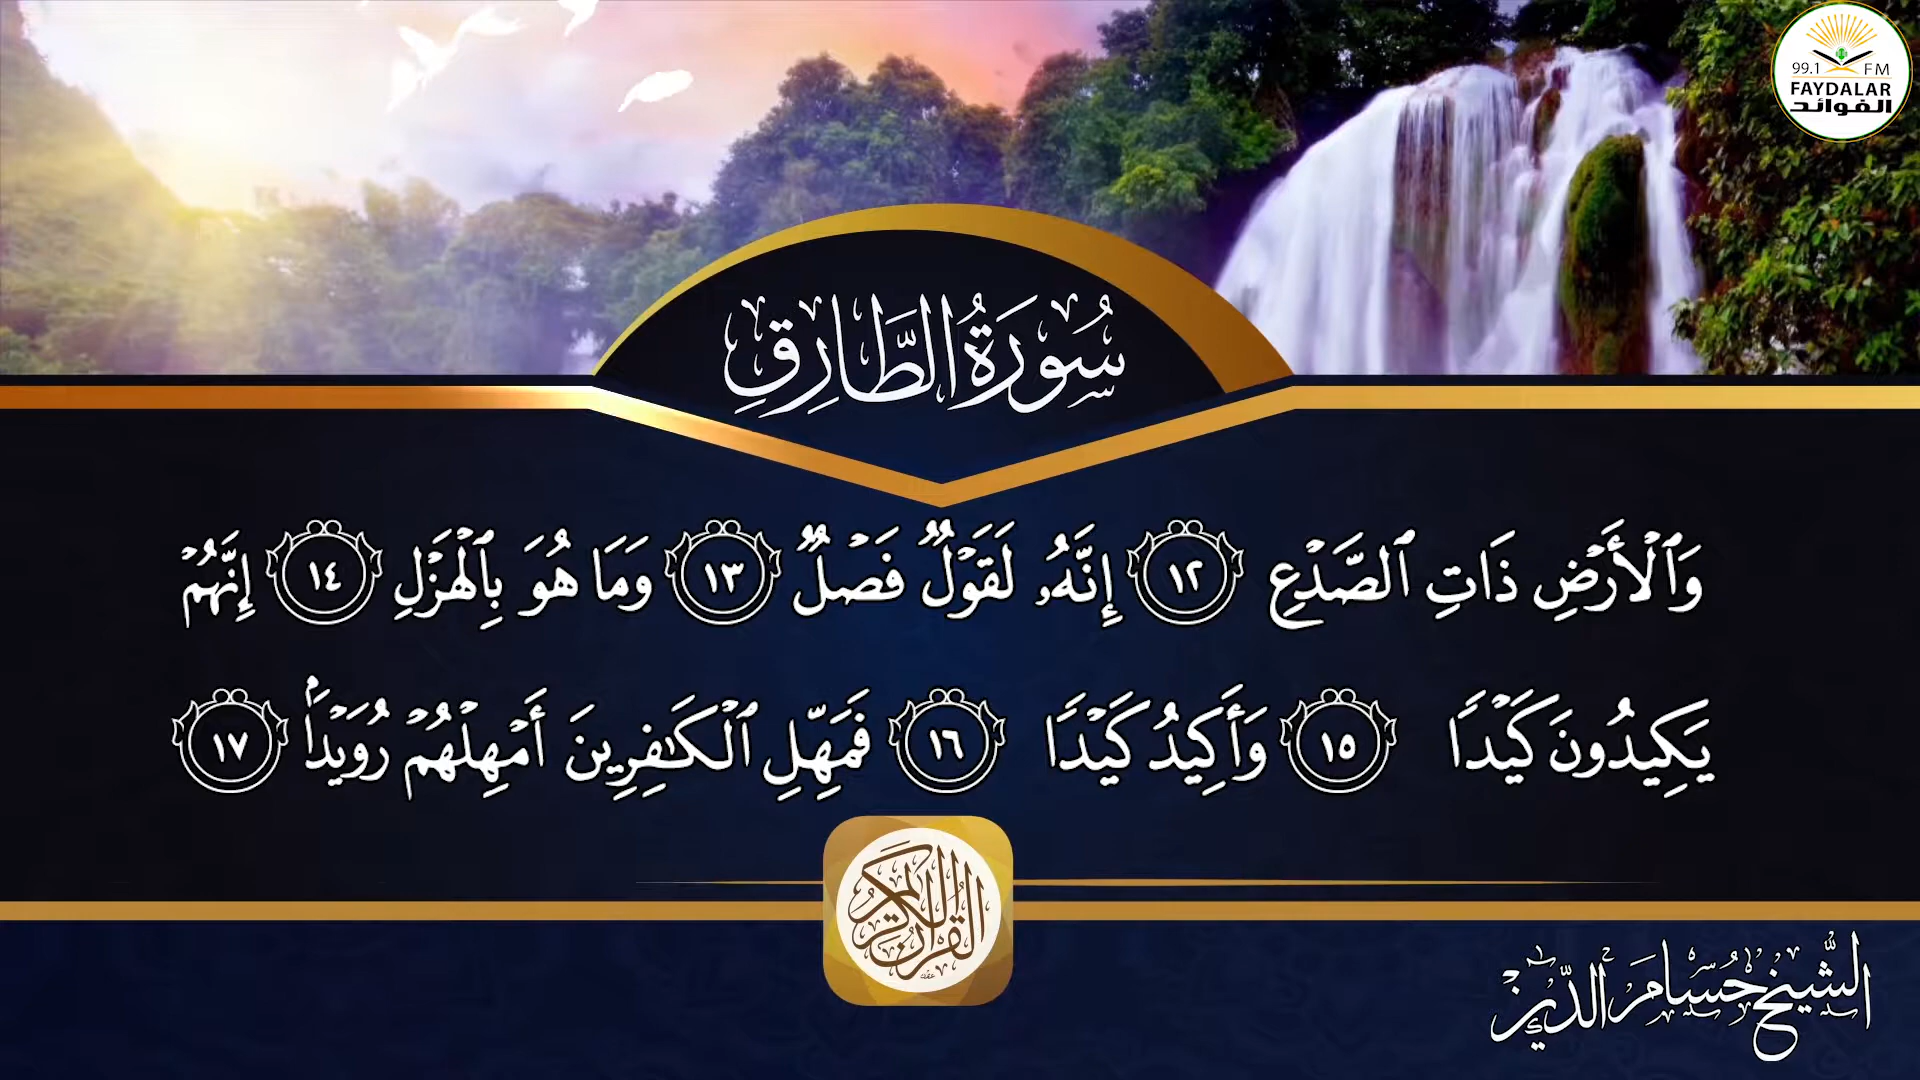 99.1 FM
FAYDALAR
الفوائد
سُورَةُ الطَّارِقِ
وَٱلْأَرْضِ ذَاتِ ٱلصَّدْعِ ١٢ إِنَّهُۥ لَقَوْلٌ فَصْلٌ ١٣ وَمَا هُوَ بِٱلْهَزْلِ ١٤ إِنَّهُمْ
يَكِيدُونَ كَيْدًا ١٥ وَأَكِيدُ كَيْدًا ١٦ فَمَهِّلِ ٱلْكَٰفِرِينَ أَمْهِلْهُمْ رُوَيْدًۢا ١٧
القرآن الكريم
الشيخ حسام الدين